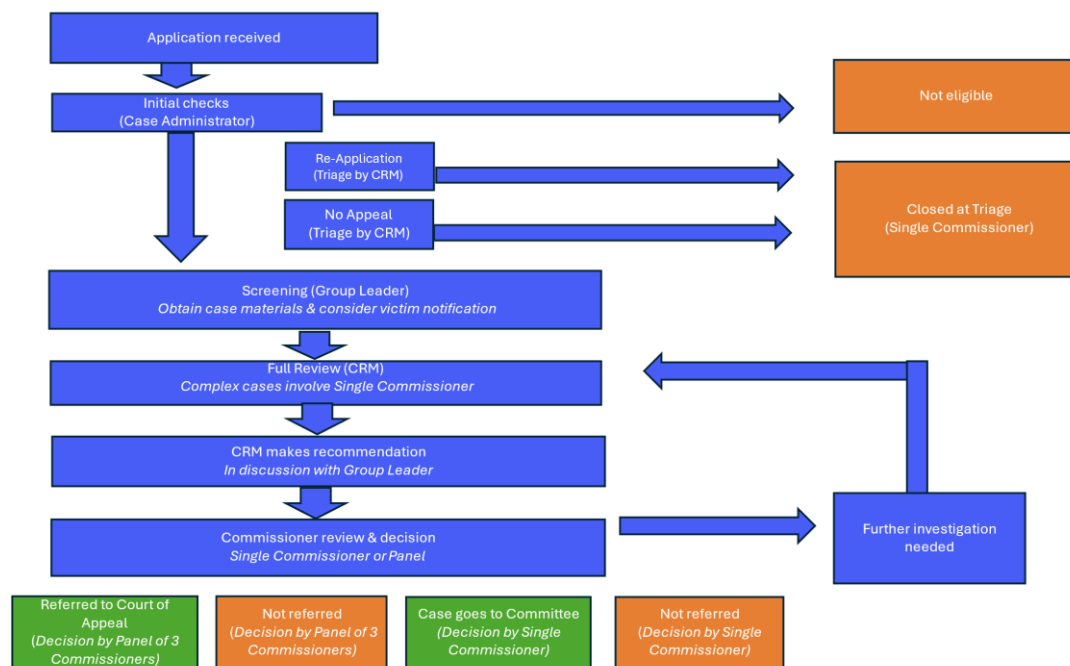 Application received
Initial checks
(Case Administrator)
Not eligible
Re-Application
(Triage by CRM)
No Appeal
(Triage by CRM)
Closed at Triage
(Single Commissioner)
Screening (Group Leader)
Obtain case materials & consider victim notification
Full Review (CRM)
Complex cases involve Single Commissioner
CRM makes recommendation
In discussion with Group Leader
Commissioner review & decision
Single Commissioner or Panel
Further investigation
needed
Referred to Court of
Appeal
(Decision by Panel of 3
Commissioners)
Not referred
(Decision by Panel of 3
Commissioners)
Case goes to Committee
(Decision by Single
Commissioner)
Not referred
(Decision by Single
Commissioner)